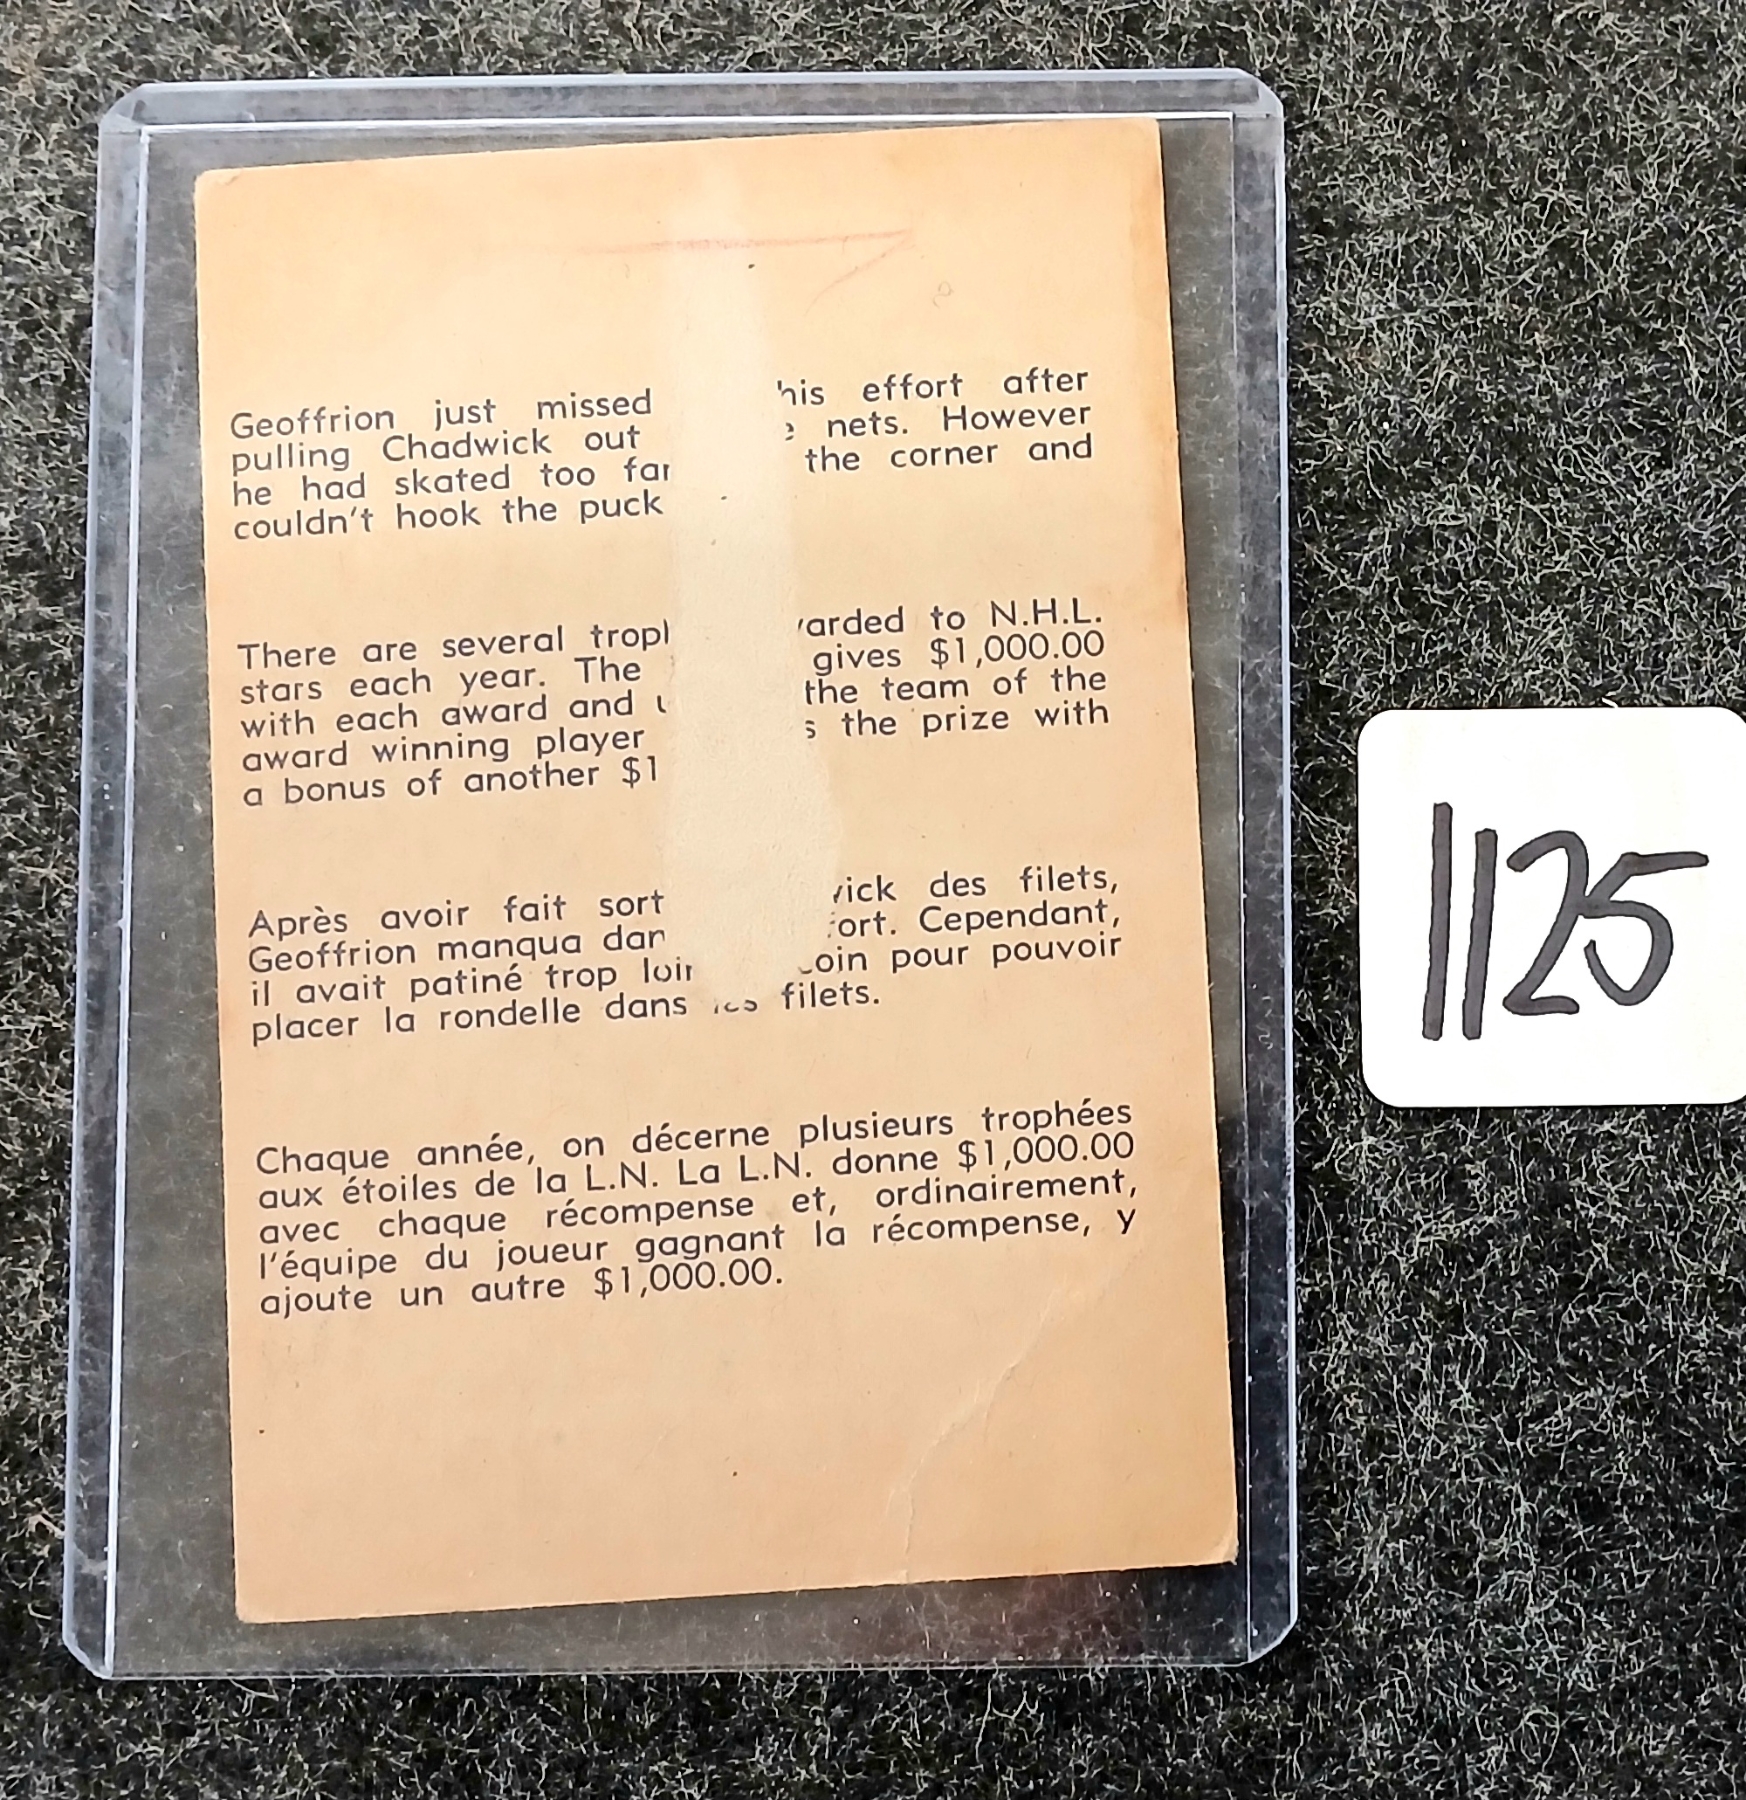 Geoffrion just missed his effort after
pulling Chadwick out nets. However
he had skated too far the corner and
couldn't hook the puck
There are several to N.H.L.
stars each year. The gives $1,000.00
with each award and the team of the
award winning player the prize with
a bonus of another
Après avoir fait des filets,
Geoffrion manqua Cependant,
il avait patiné trop pour pouvoir
placer la rondelle dans les filets.
Chaque année, on décerne plusieurs trophées
aux étoiles de la L.N. La L.N. donne $1,000.00
avec chaque récompense et, ordinairement,
l'équipe du joueur gagnant la récompense, y
ajoute un autre $1,000.00.
1125